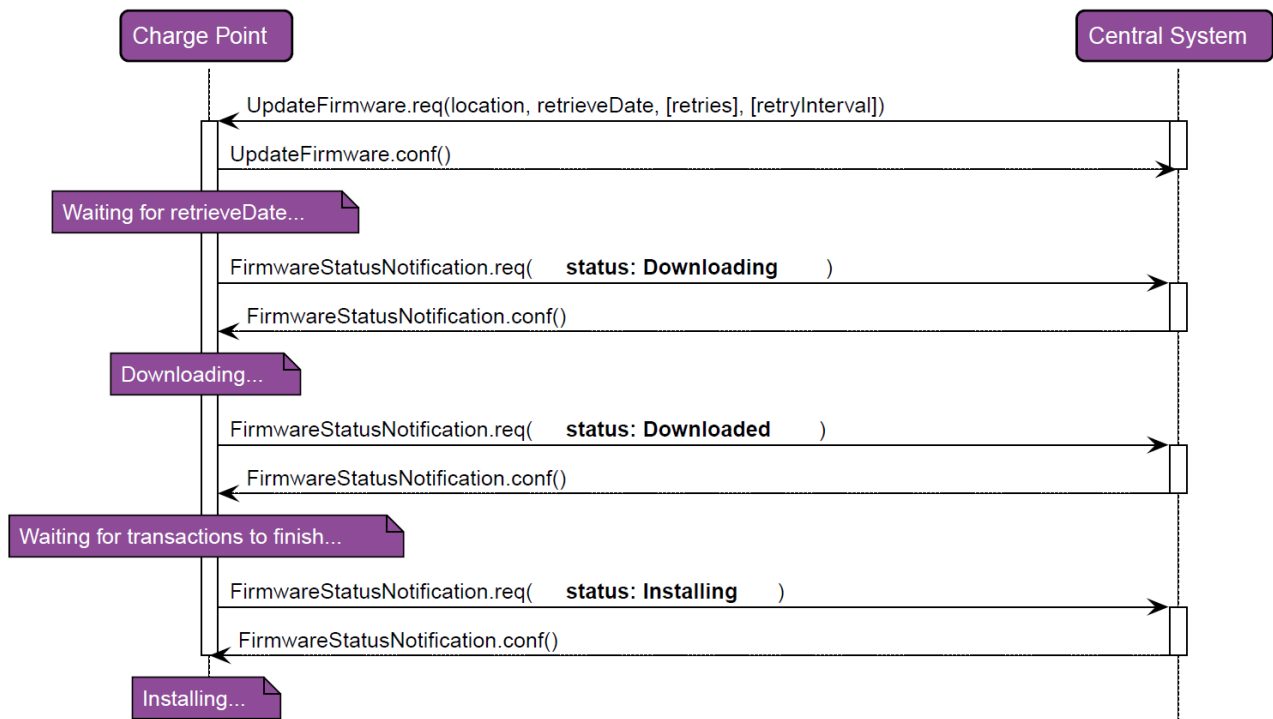 Charge Point
Central System
UpdateFirmware.req(location, retrieveDate, [retries], [retryInterval])
UpdateFirmware.conf()
Waiting for retrieveDate...
FirmwareStatusNotification.req( status: Downloading )
FirmwareStatusNotification.conf()
Downloading...
FirmwareStatusNotification.req( status: Downloaded )
FirmwareStatusNotification.conf()
Waiting for transactions to finish...
FirmwareStatusNotification.req( status: Installing )
FirmwareStatusNotification.conf()
Installing...